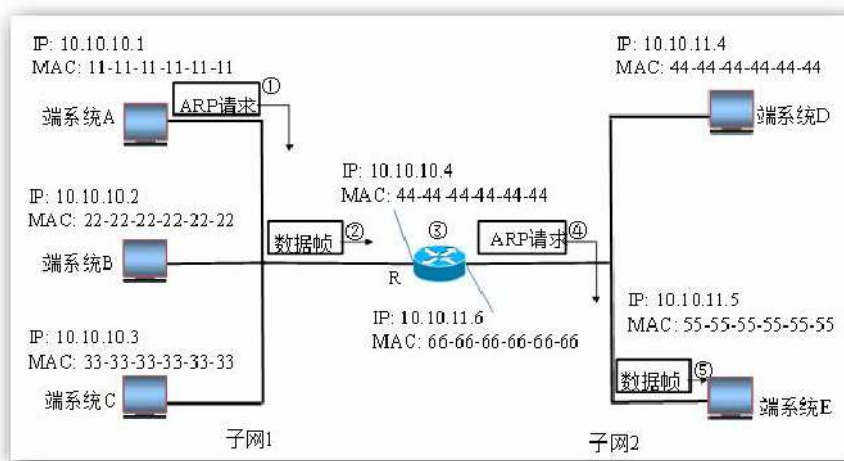 IP: 10.10.10.1
MAC: 11-11-11-11-11-11
①
ARP请求
端系统A
IP: 10.10.11.4
MAC: 44-44-44-44-44-44
端系统D
IP: 10.10.10.2
MAC: 22-22-22-22-22-22
端系统B
IP: 10.10.10.4
MAC: 44-44-44-44-44-44
数据帧
②
③
ARP请求
④
R
IP: 10.10.11.6
MAC: 66-66-66-66-66-66
IP: 10.10.11.5
MAC: 55-55-55-55-55-55
IP: 10.10.10.3
MAC: 33-33-33-33-33-33
端系统C
数据帧
⑤
端系统E
子网1
子网2